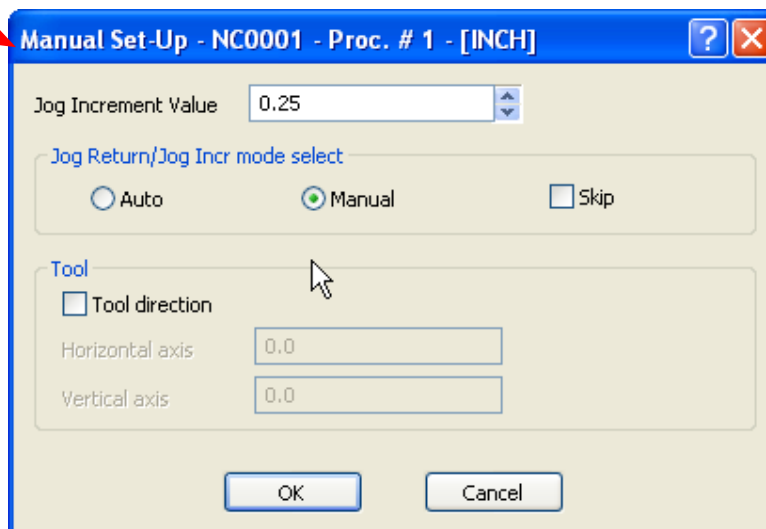 Manual Set-Up - NC0001 - Proc. # 1 - [INCH] ?
Jog Increment Value 0.25
Jog Return/Jog Incr mode select
Auto Manual Skip
Tool
Tool direction
Horizontal axis 0.0
Vertical axis 0.0
OK Cancel